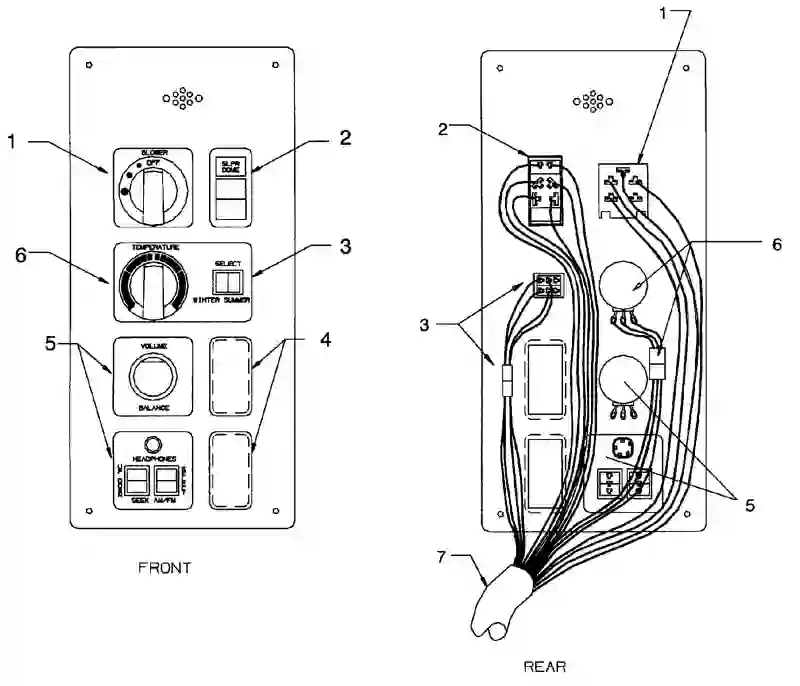 1
BLOWER
OFF
SLPR
DOME
2
6
TEMPERATURE
SELECT
WINTER SUMMER
3
5
VOLUME
BALANCE
4
HEADPHONES
SEEK AM/FM
FRONT
1
2
6
3
5
7
REAR